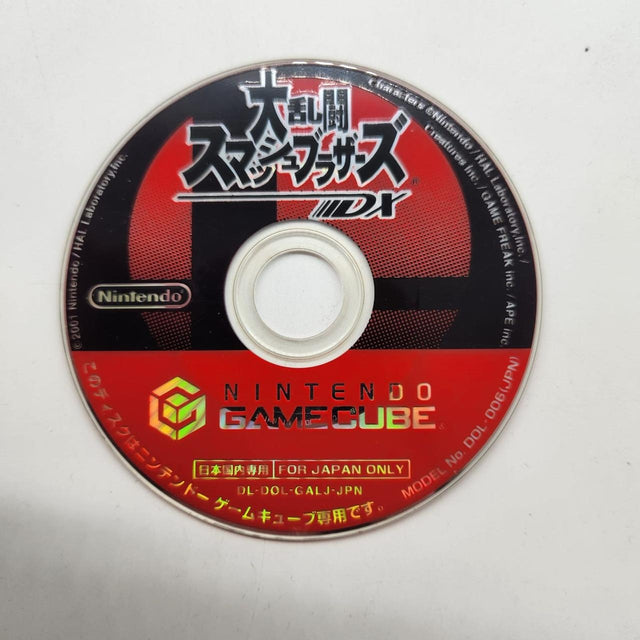 大乱闘
スマッシュブラザーズ
DX
Characters ©Nintendo / HAL Laboratory,Inc. /
Creatures inc. / GAME FREAK inc. / APE inc.
©2001 Nintendo / HAL Laboratory,Inc.
Nintendo
NINTENDO
GAMECUBE
日本国内専用 FOR JAPAN ONLY
DL-DOL-GALJ-JPN
MODEL No. DOL-006(JPN)
このディスクはニンテンドーゲームキューブ専用です。